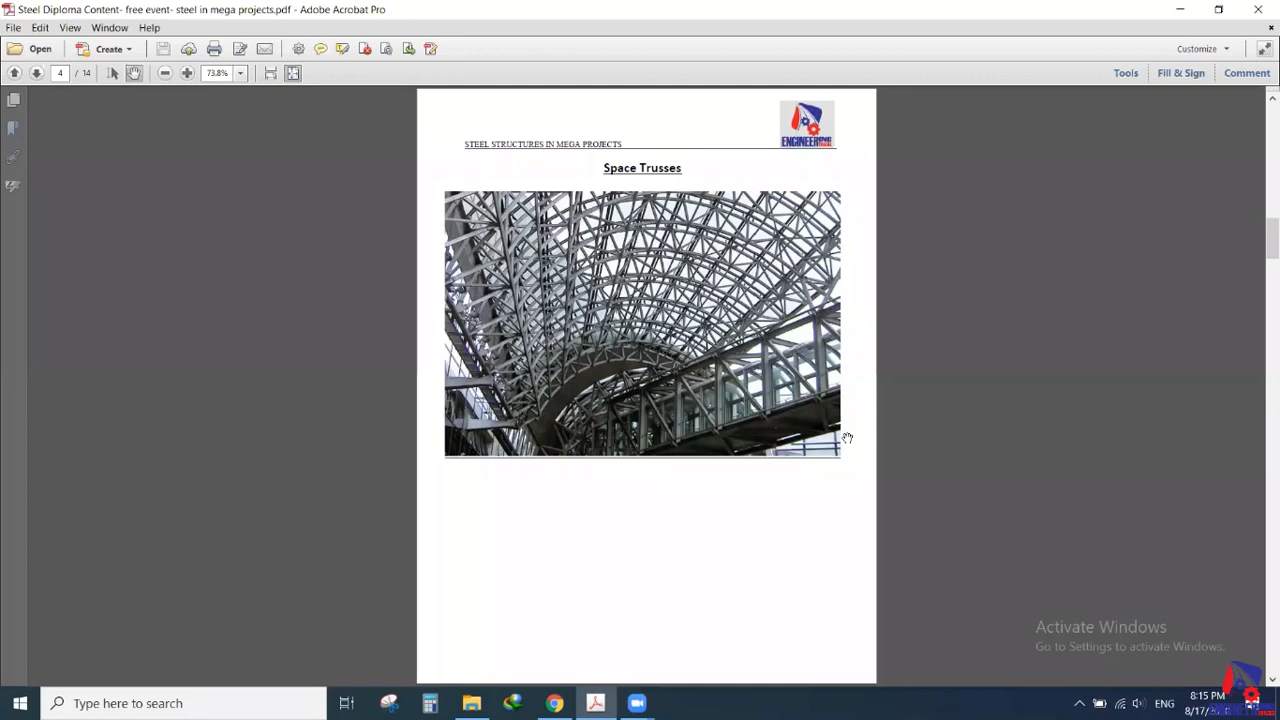 Steel Diploma Content- free event- steel in mega projects.pdf - Adobe Acrobat Pro
File Edit View Window Help
Open Create Customize
4 / 14 73.8% Tools Fill & Sign Comment
STEEL STRUCTURES IN MEGA PROJECTS
ENGINEERING
Space Trusses
Activate Windows
Go to Settings to activate Windows.
Type here to search
ENG
8:15 PM